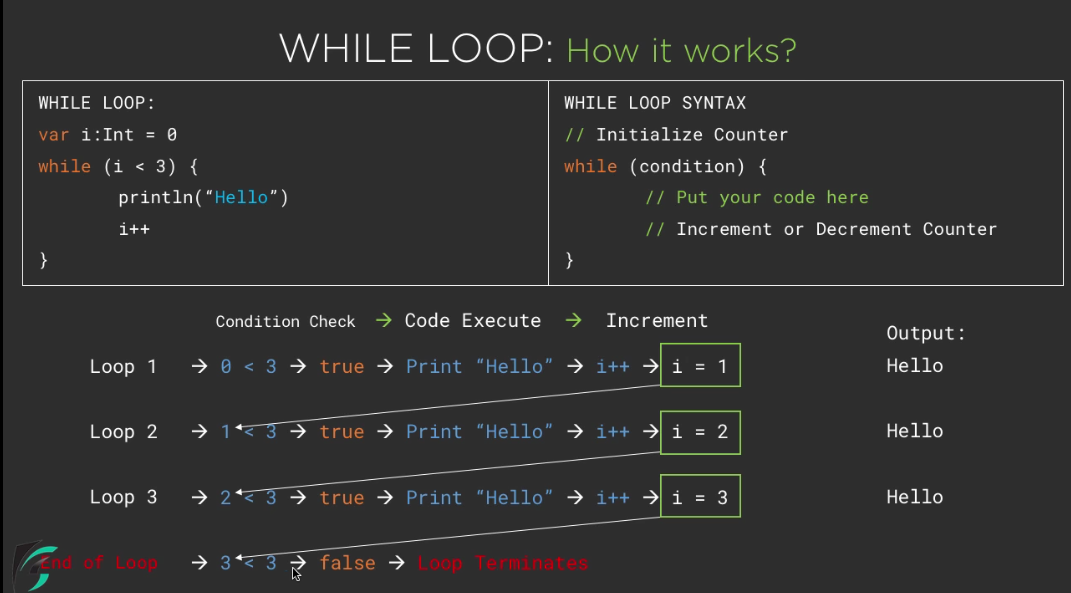 WHILE LOOP: How it works?
WHILE LOOP:
var i:Int = 0
while (i < 3) {
println(“Hello”)
i++
}
WHILE LOOP SYNTAX
// Initialize Counter
while (condition) {
// Put your code here
// Increment or Decrement Counter
}
Condition Check → Code Execute → Increment
Output:
Loop 1 → 0 < 3 → true → Print “Hello” → i++ → i = 1 Hello
Loop 2 → 1 < 3 → true → Print “Hello” → i++ → i = 2 Hello
Loop 3 → 2 < 3 → true → Print “Hello” → i++ → i = 3 Hello
End of Loop → 3 < 3 → false → Loop Terminates